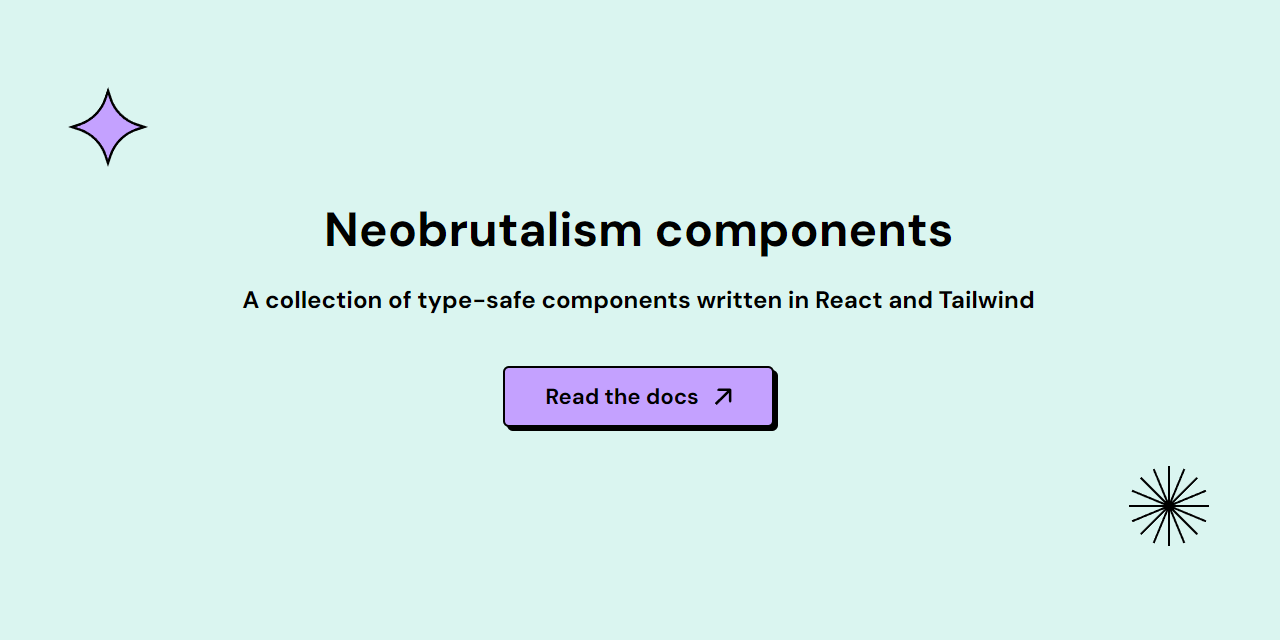 Neobrutalism components
A collection of type-safe components written in React and Tailwind
Read the docs